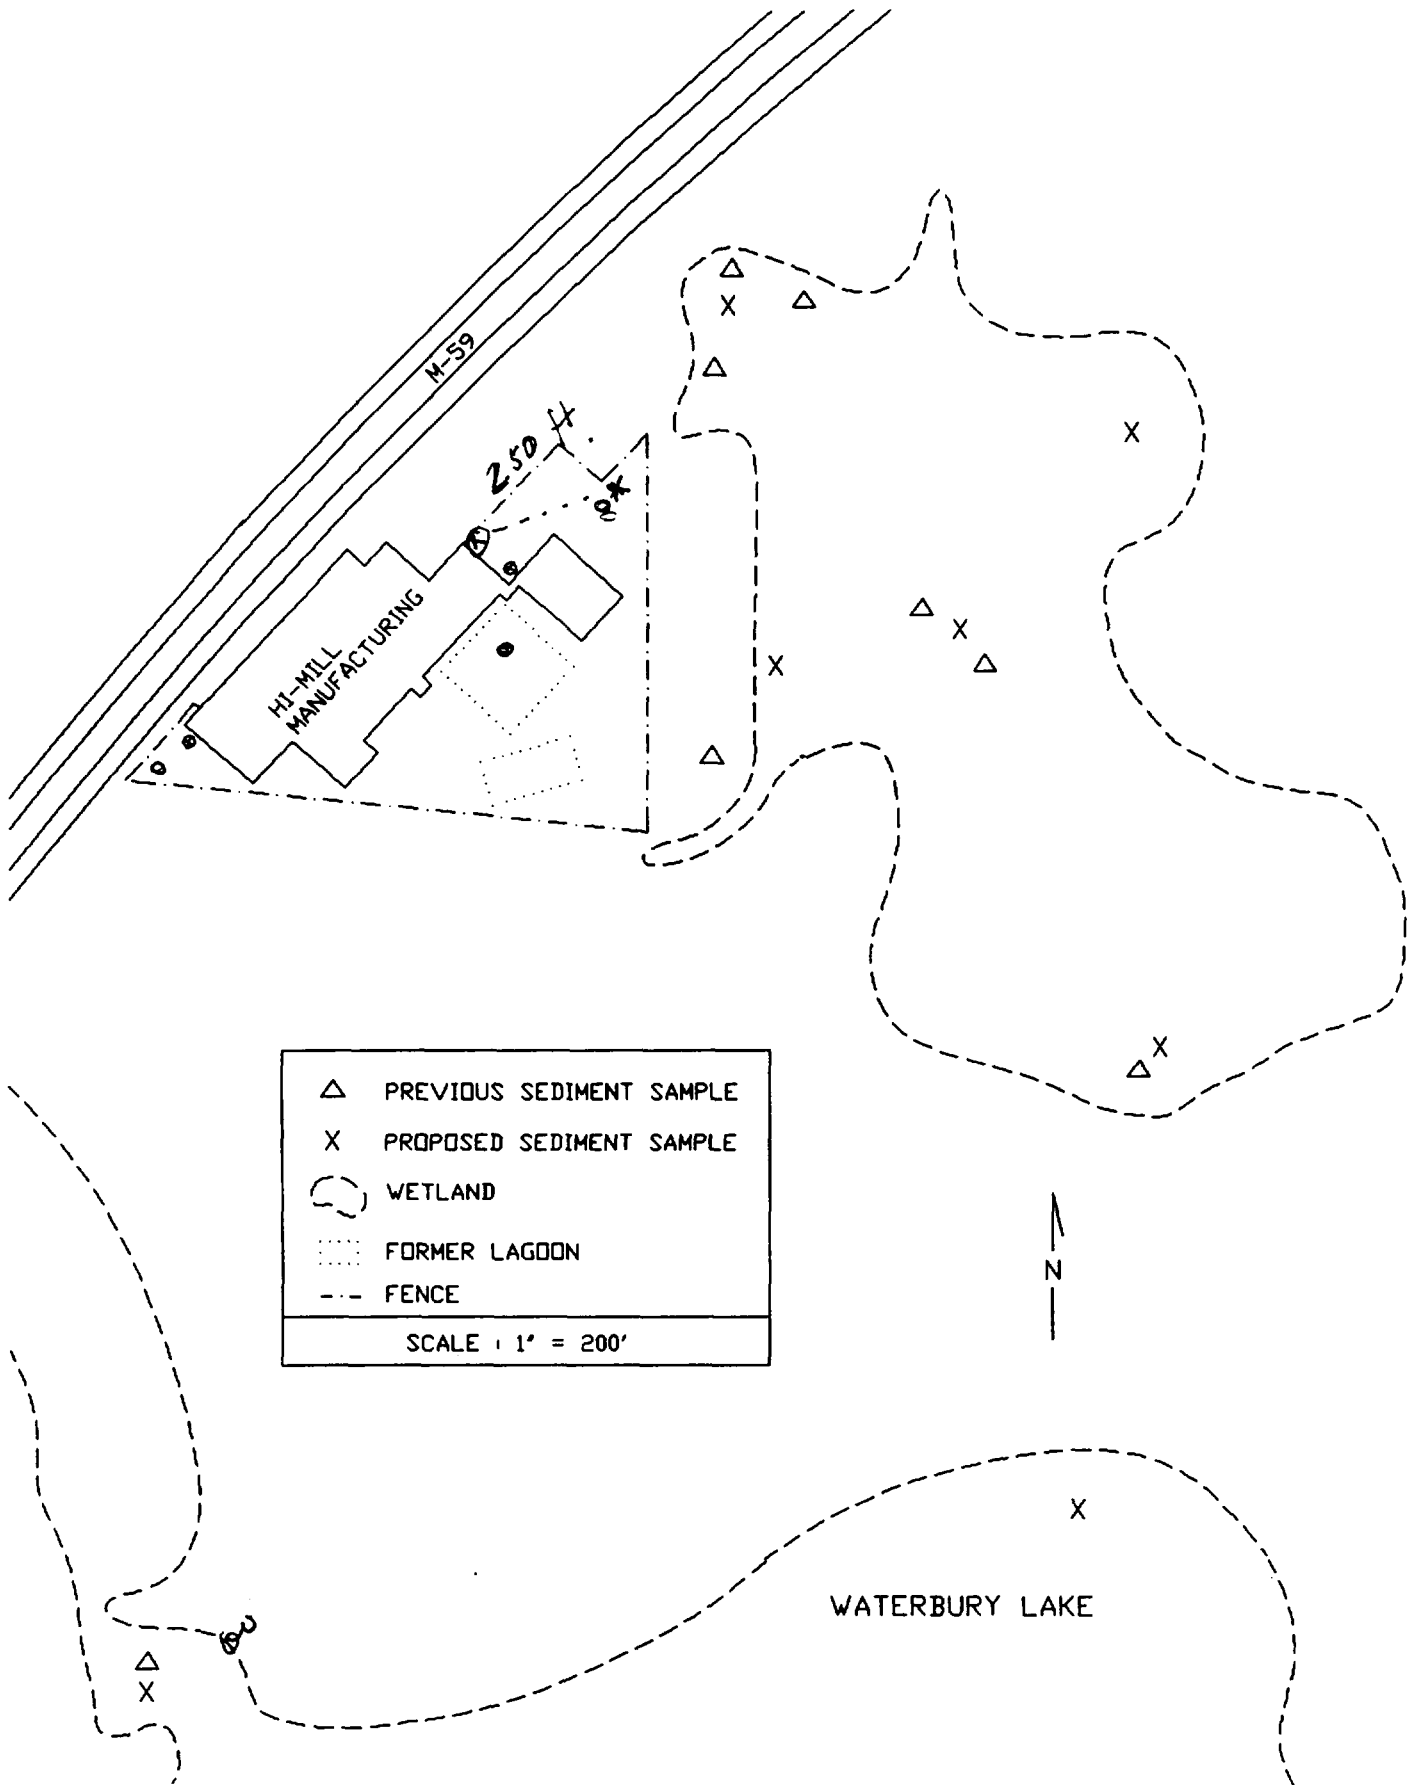 M-59
250 ft.
HI-MILL
MANUFACTURING
PREVIOUS SEDIMENT SAMPLE
X PROPOSED SEDIMENT SAMPLE
WETLAND
FORMER LAGOON
FENCE
SCALE : 1" = 200'
N
WATERBURY LAKE